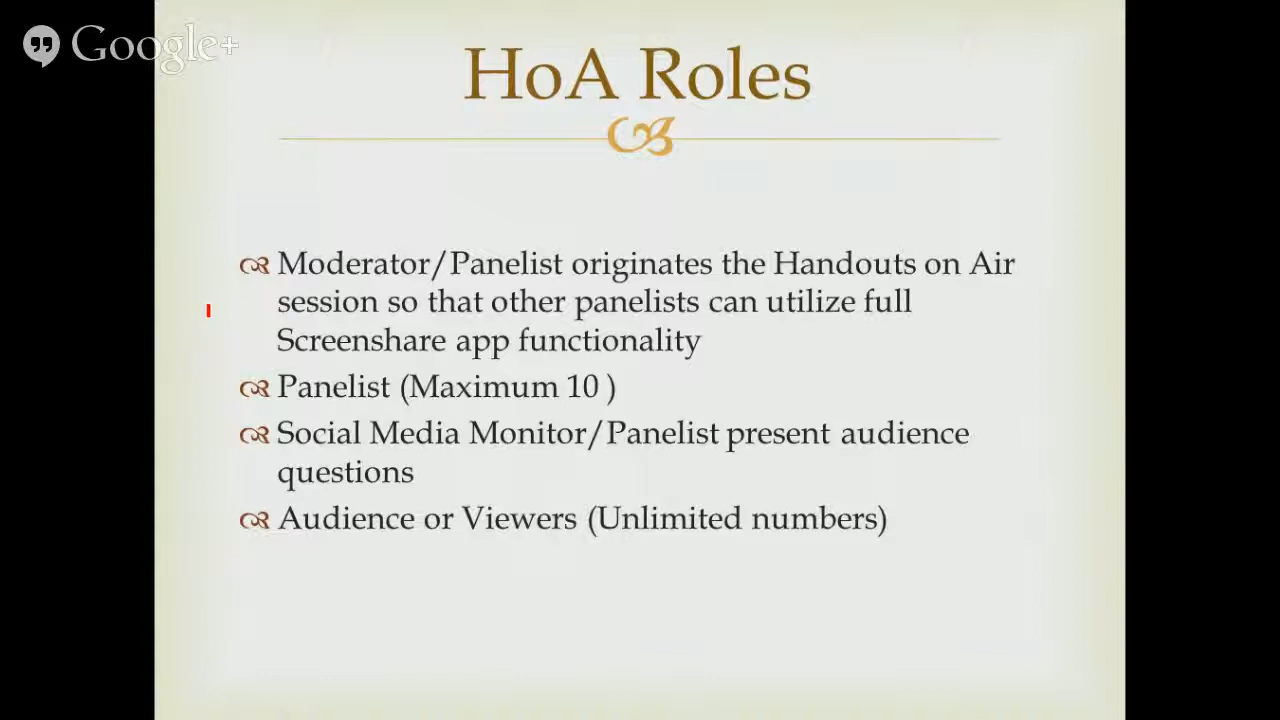 Google+
HoA Roles
Moderator/Panelist originates the Handouts on Air
session so that other panelists can utilize full
Screenshare app functionality
Panelist (Maximum 10 )
Social Media Monitor/Panelist present audience
questions
Audience or Viewers (Unlimited numbers)